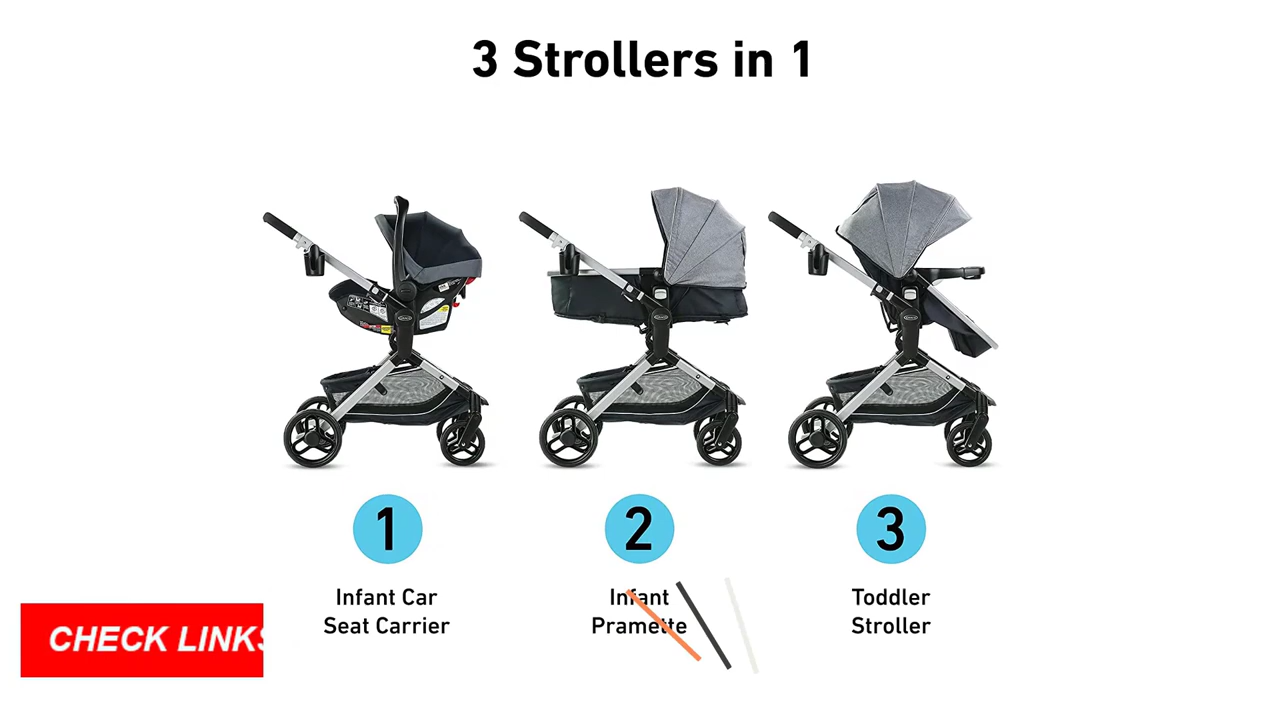 3 Strollers in 1
1
2
3
Infant Car
Seat Carrier
Infant
Pramette
Toddler
Stroller
CHECK LINKS